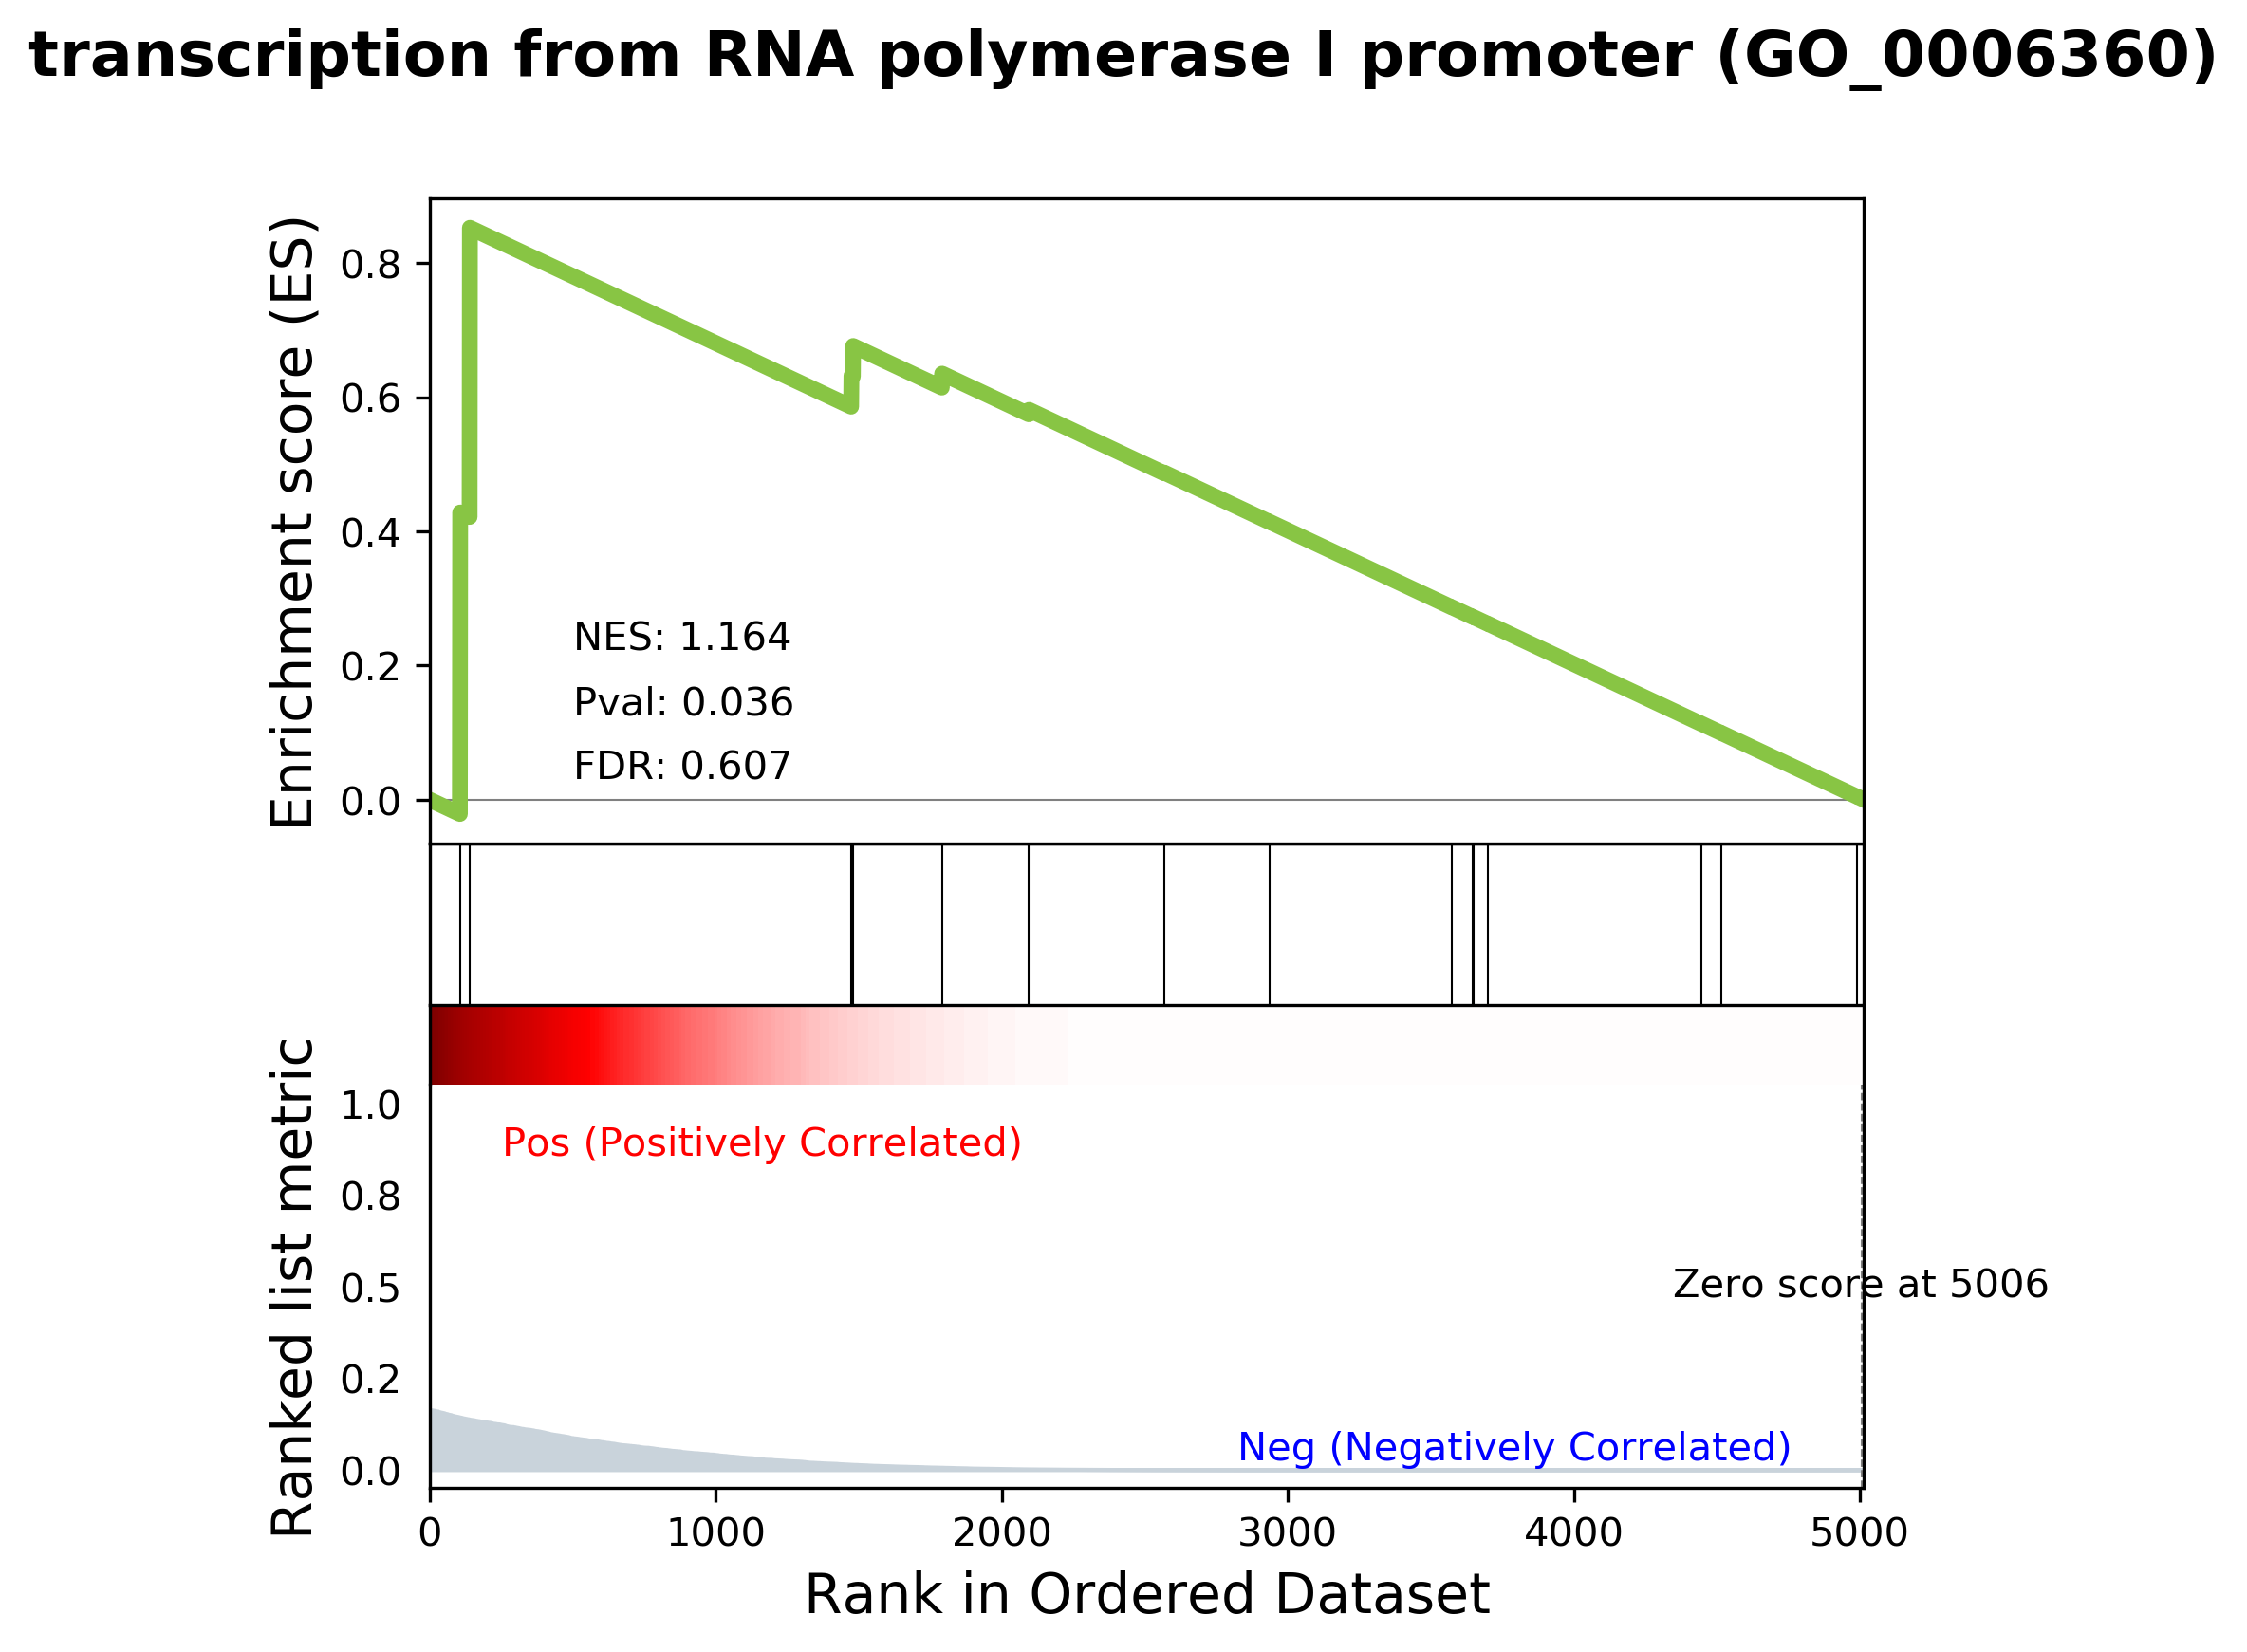 transcription from RNA polymerase I promoter (GO_0006360)
Enrichment score (ES)
0.8
0.6
0.4
0.2
0.0
NES: 1.164
Pval: 0.036
FDR: 0.607
Ranked list metric
1.0
0.8
0.5
0.2
0.0
Pos (Positively Correlated)
Zero score at 5006
Neg (Negatively Correlated)
0 1000 2000 3000 4000 5000
Rank in Ordered Dataset